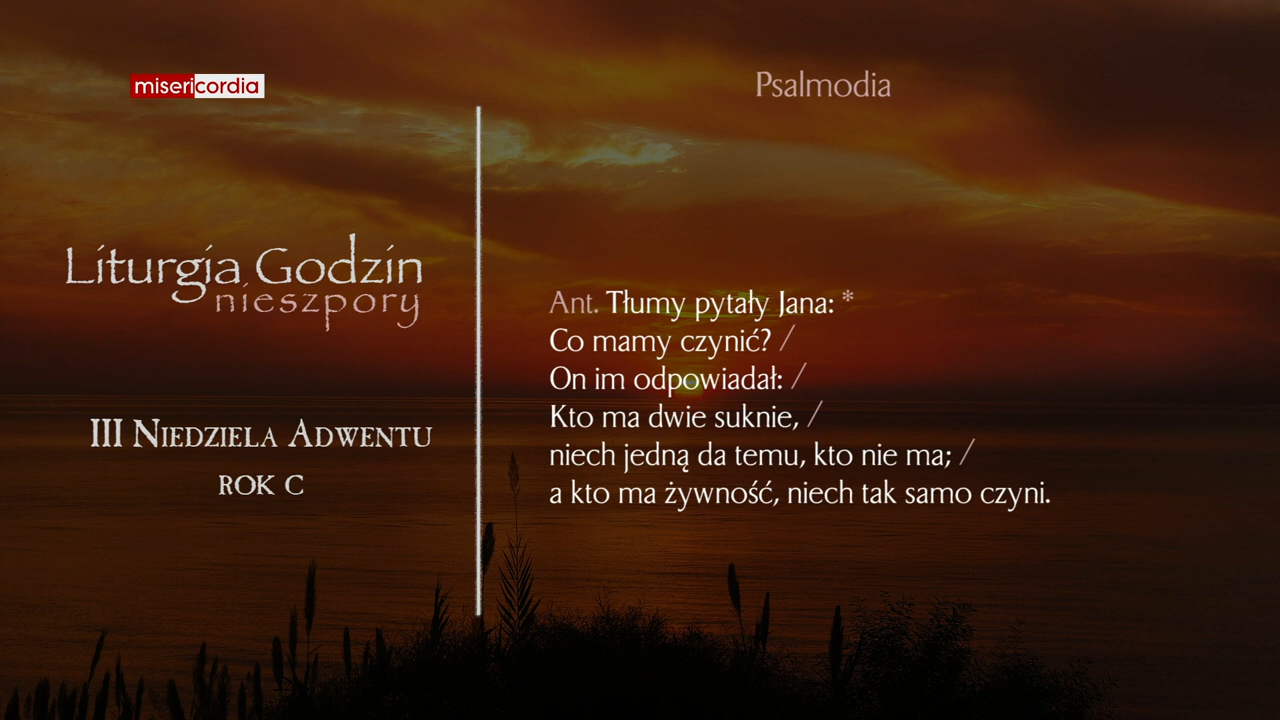 misericordia
Psalmodia
Liturgia Godzin
nieszpory
III Niedziela Adwentu
rok C
Ant. Tłumy pytały Jana: *
Co mamy czynić? /
On im odpowiadał: /
Kto ma dwie suknie, /
niech jedną da temu, kto nie ma; /
a kto ma żywność, niech tak samo czyni.